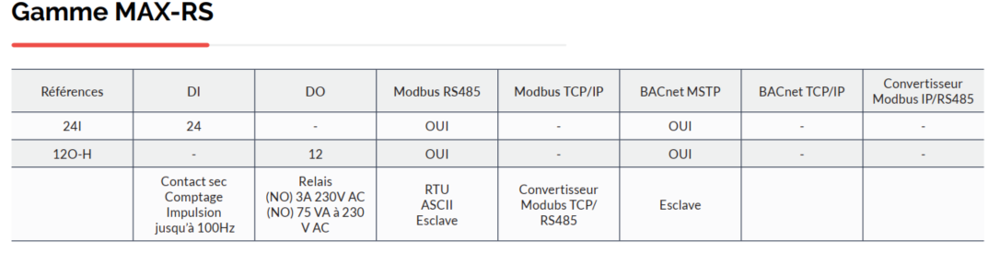 Gamme MAX-RS
Références DI DO Modbus RS485 Modbus TCP/IP BACnet MSTP BACnet TCP/IP Convertisseur Modbus IP/RS485
24I 24 - OUI - OUI - -
12O-H - 12 OUI - OUI - -
Contact sec
Comptage
Impulsion
jusqu'à 100Hz
Relais
(NO) 3A 230V AC
(NO) 75 VA à 230
V AC
RTU
ASCII
Esclave
Convertisseur
Modubs TCP/
RS485
Esclave